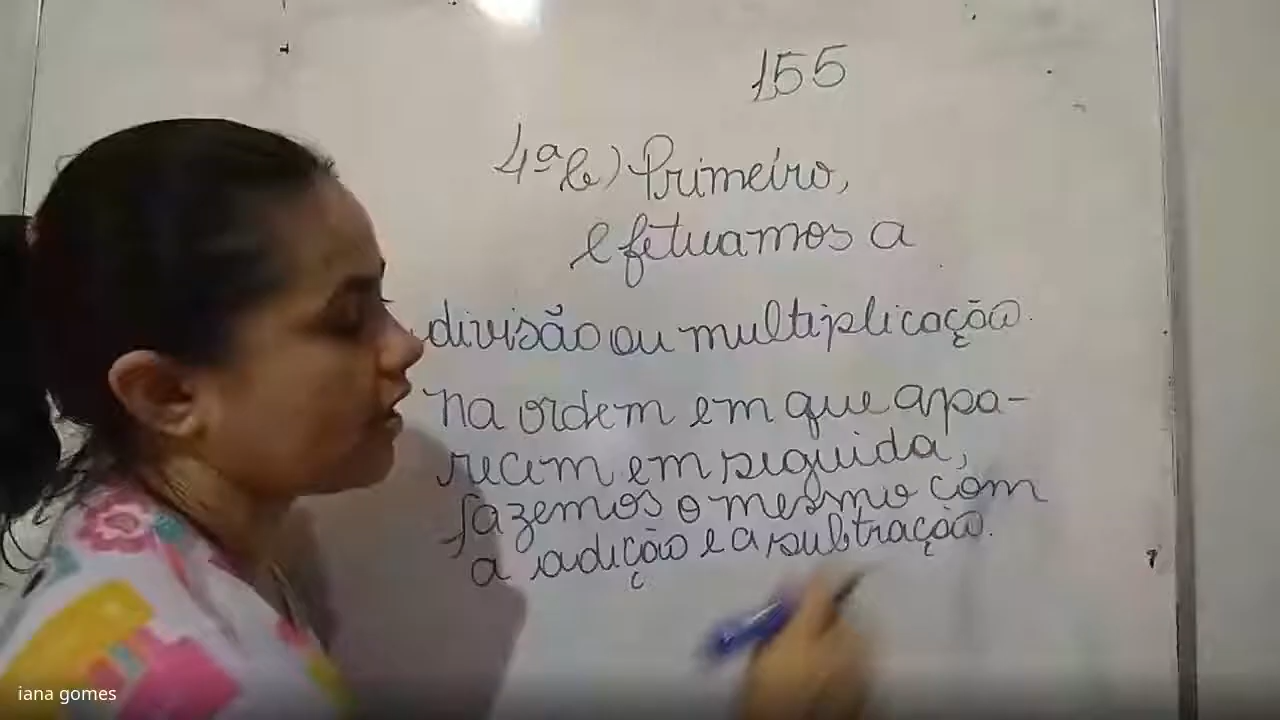 155
4ª b) Primeiro,
efetuamos a
divisão ou multiplicação.
na ordem em que apa-
recem em seguida,
fazemos o mesmo com
a adição e a subtração.
iana gomes